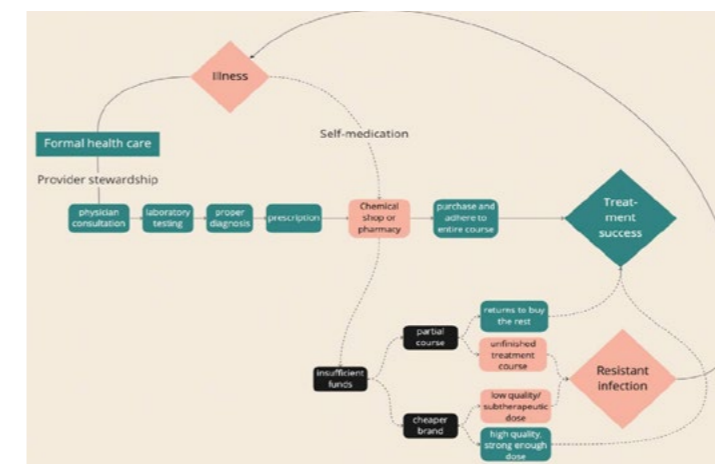 Illness
Self-medication
Formal health care
Provider stewardship
physician
consultation
laboratory
testing
proper
diagnosis
prescription
Chemical
shop or
pharmacy
purchase and
adhere to
entire course
Treat-
ment
success
insufficient
funds
partial
course
returns to buy
the rest
unfinished
treatment
course
Resistant
infection
cheaper
brand
low quality/
subtherapeutic
dose
high quality,
strong enough
dose